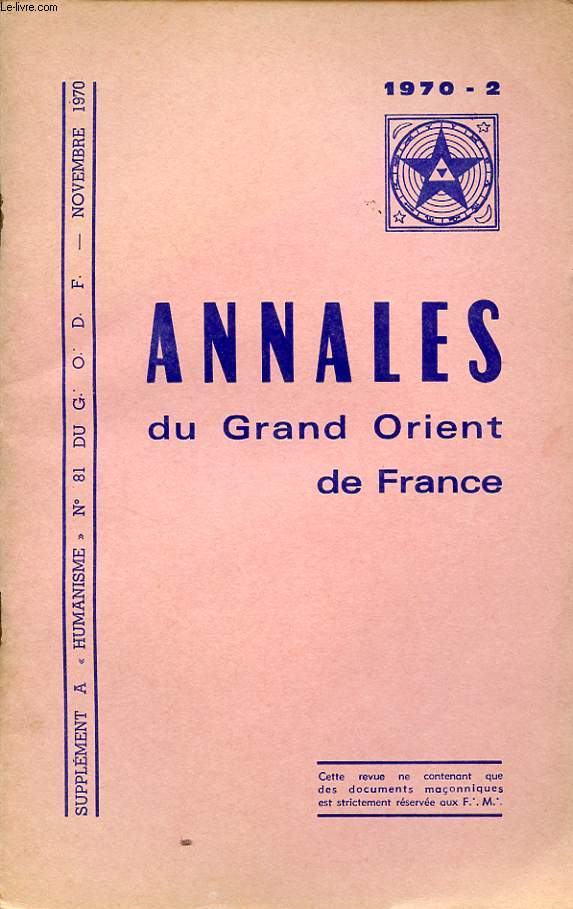 Le-livre.com
1970 - 2
SUPPLÉMENT A « HUMANISME » N° 81 DU G∴ O∴ D. F. — NOVEMBRE 1970
ANNALES
du Grand Orient
de France
Cette revue ne contenant que
des documents maçonniques
est strictement réservée aux F∴ M∴